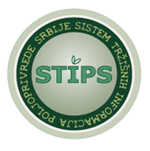 SISTEM TRŽIŠNIH INFORMACIJA POLJOPRIVREDE SRBIJE
STIPS